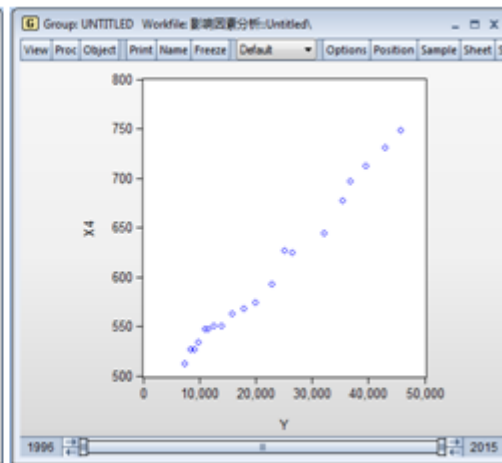 G Group: UNTITLED Workfile: 影响因素分析::Untitled\
View Proc Object Print Name Freeze Default Options Position Sample Sheet S
800
750
700
650
600
550
500
X4
0 10,000 20,000 30,000 40,000 50,000
Y
1996 2015